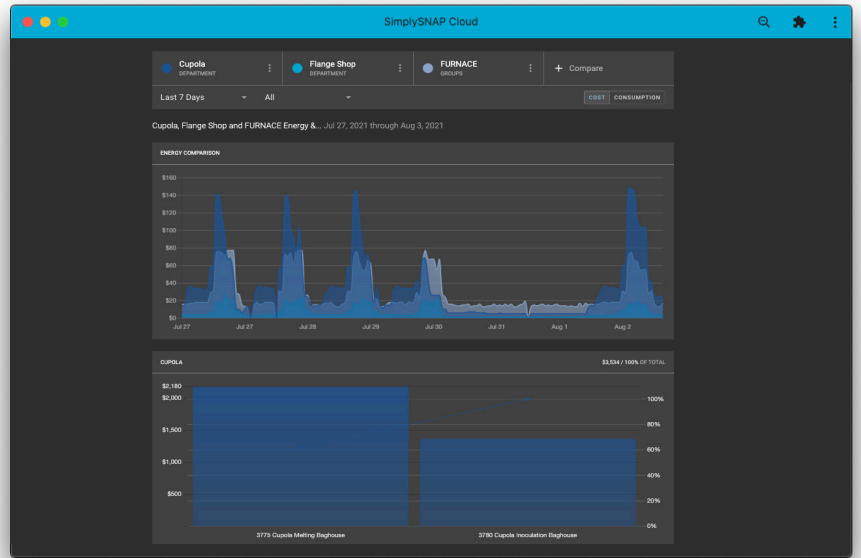 SimplySNAP Cloud
Cupola
DEPARTMENT
Flange Shop
DEPARTMENT
FURNACE
GROUPS
+ Compare
Last 7 Days
All
COST CONSUMPTION
Cupola, Flange Shop and FURNACE Energy &... Jul 27, 2021 through Aug 3, 2021
ENERGY COMPARISON
$160
$140
$120
$100
$80
$60
$40
$20
$0
Jul 27 Jul 27 Jul 28 Jul 29 Jul 30 Jul 31 Aug 1 Aug 2
CUPOLA $3,534 / 100% OF TOTAL
$2,180
$2,000 100%
80%
$1,500
60%
$1,000
40%
$500
20%
0%
3775 Cupola Melting Baghouse 3780 Cupola Inoculation Baghouse